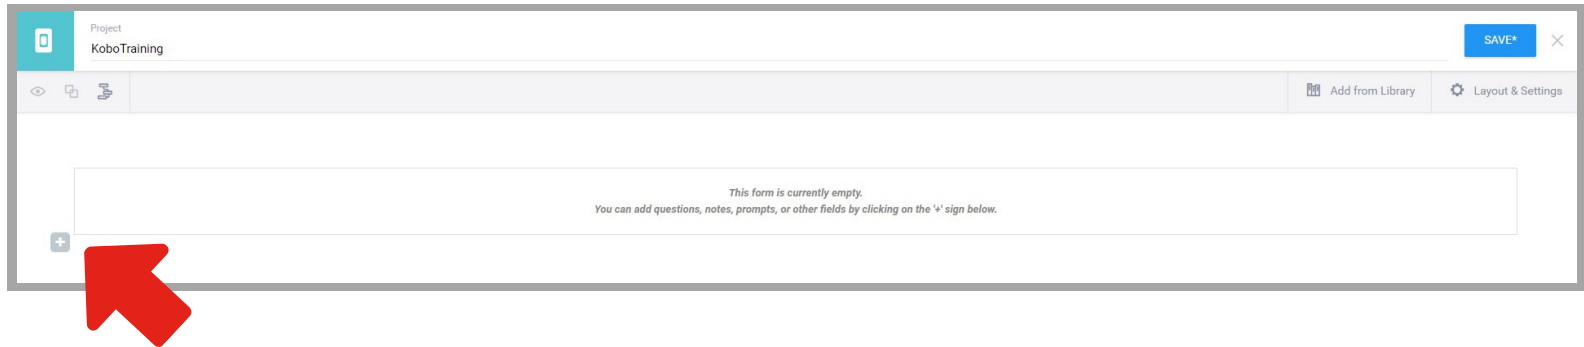 Project
KoboTraining
SAVE*
Add from Library
Layout & Settings
This form is currently empty.
You can add questions, notes, prompts, or other fields by clicking on the '+' sign below.